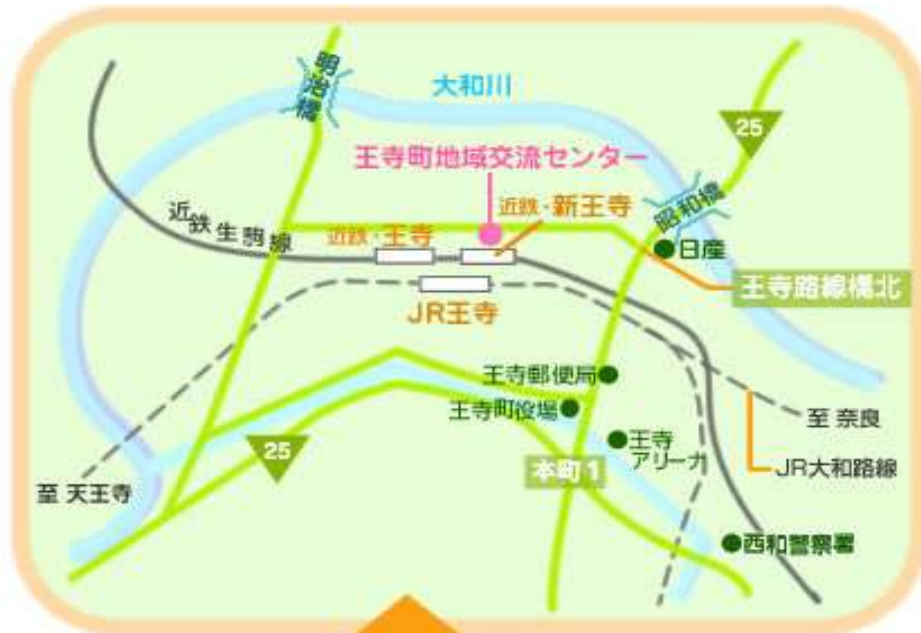 明治橋
大和川
25
王寺町地域交流センター
昭和橋
近鉄生駒線
近鉄・王寺
近鉄・新王寺
日産
王寺路線橋北
JR王寺
王寺郵便局
王寺町役場
至 奈良
25
王寺
アリーナ
本町1
JR大和路線
至 天王寺
西和警察署